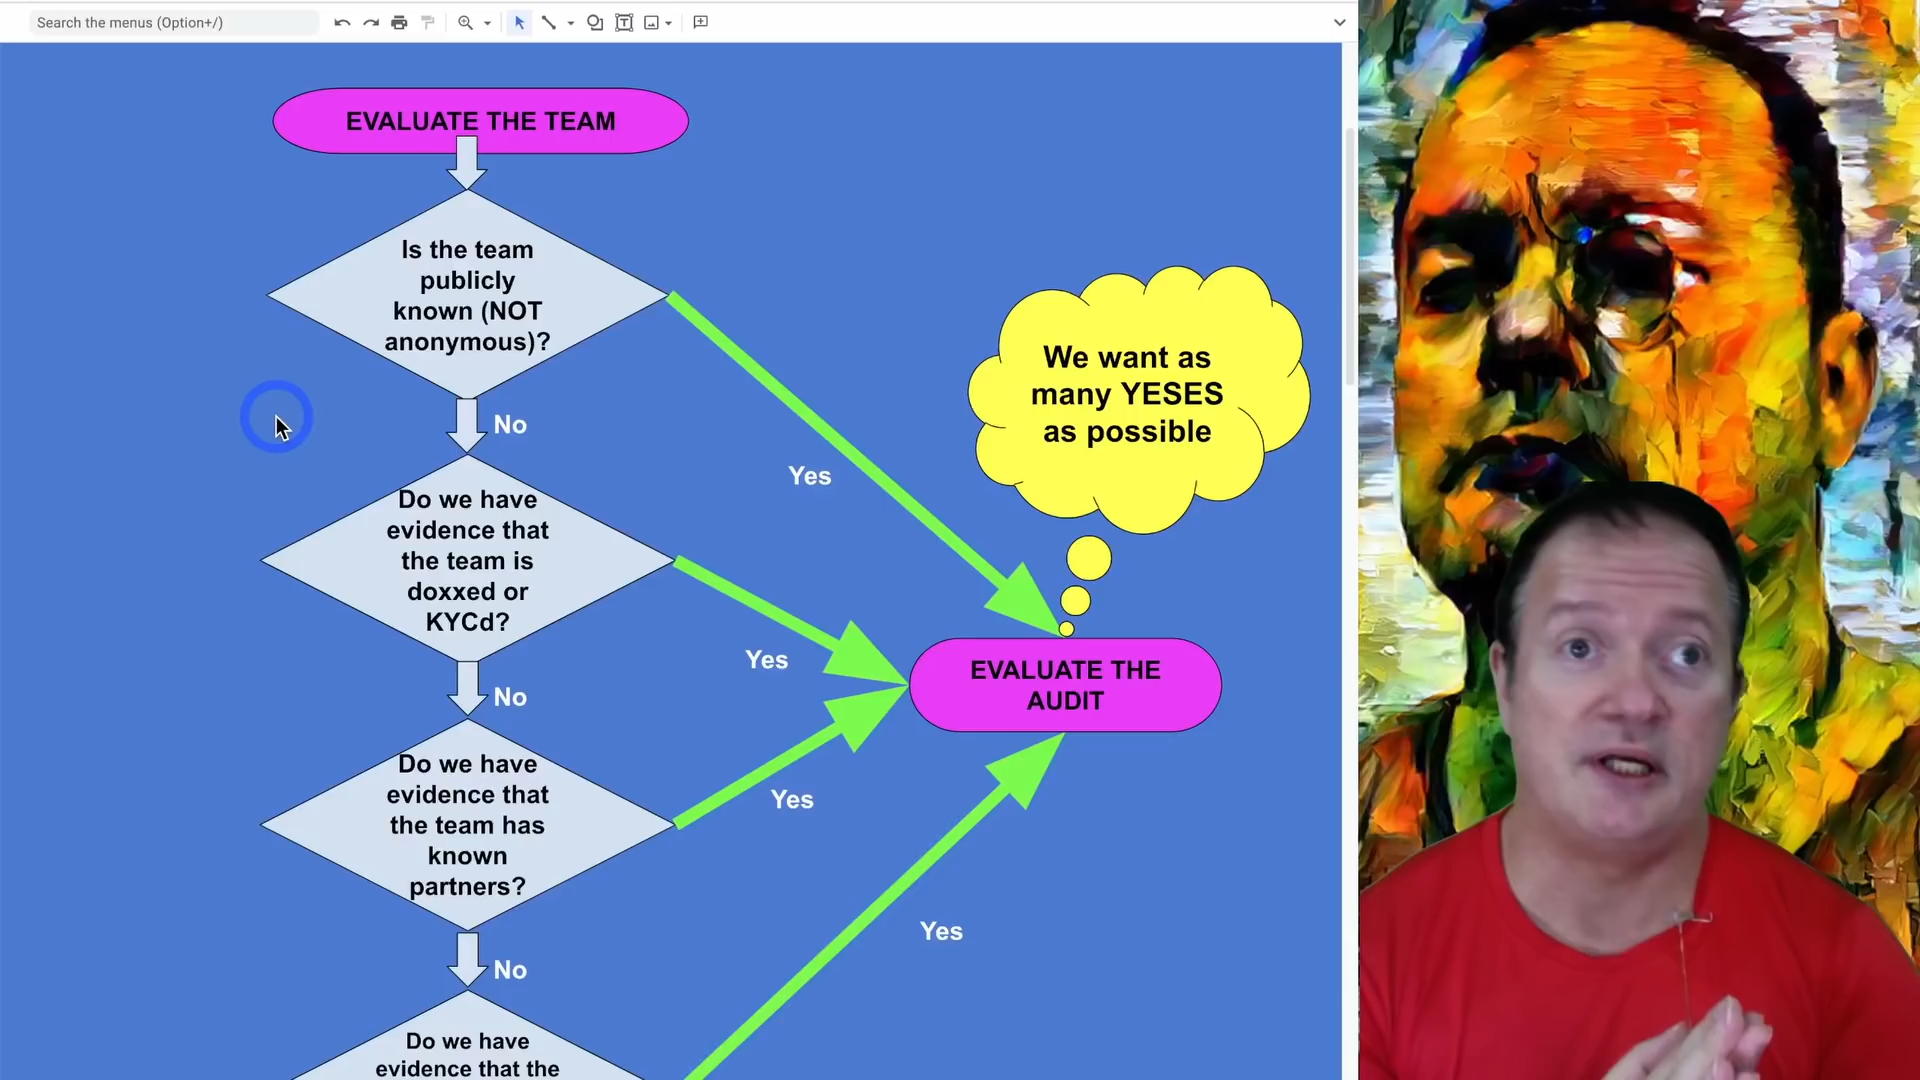 Search the menus (Option+/)
EVALUATE THE TEAM
Is the team
publicly
known (NOT
anonymous)?
We want as
many YESES
as possible
No
Yes
Do we have
evidence that
the team is
doxxed or
KYCd?
Yes
EVALUATE THE
AUDIT
No
Do we have
evidence that
the team has
known
partners?
Yes
Yes
No
Do we have
evidence that the